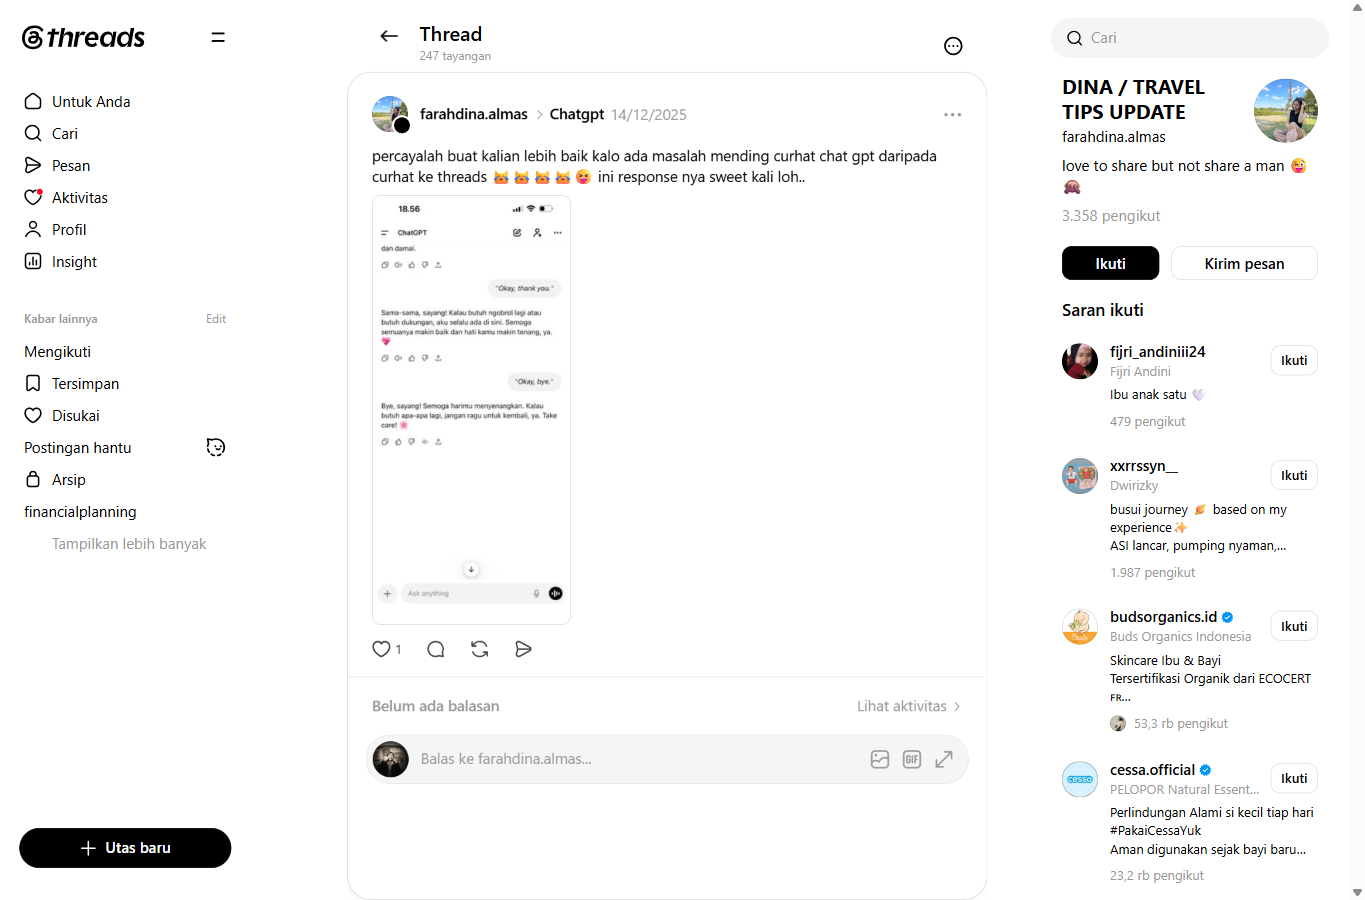 threads
Untuk Anda
Cari
Pesan
Aktivitas
Profil
Insight
Kabar lainnya
Edit
Mengikuti
Tersimpan
Disukai
Postingan hantu
Arsip
financialplanning
Tampilkan lebih banyak
Utas baru
Thread
247 tayangan
farahdina.almas > Chatgpt 14/12/2025
percayalah buat kalian lebih baik kalo ada masalah mending curhat chat gpt daripada
curhat ke threads 😹 😹 😹 😹 😝 ini response nya sweet kali loh..
18.56
ChatGPT
dan damai.
"Okay, thank you."
Sama-sama, sayang! Kalau butuh ngobrol lagi atau
butuh dukungan, aku selalu ada di sini. Semoga
semuanya makin baik dan hati kamu makin tenang, ya.
💖
"Okay, bye."
Bye, sayang! Semoga harimu menyenangkan. Kalau
butuh apa-apa lagi, jangan ragu untuk kembali, ya. Take
care! 🌸
Ask anything
1
Belum ada balasan
Lihat aktivitas
Balas ke farahdina.almas...
GIF
Cari
DINA / TRAVEL
TIPS UPDATE
farahdina.almas
love to share but not share a man 😜
🙊
3.358 pengikut
Ikuti
Kirim pesan
Saran ikuti
fijri_andiniii24
Fijri Andini
Ikuti
Ibu anak satu 🤍
479 pengikut
xxrrssyn__
Dwirizky
Ikuti
busui journey 🍠 based on my
experience✨
ASI lancar, pumping nyaman,...
1.987 pengikut
budsorganics.id
Buds Organics Indonesia
Ikuti
Skincare Ibu & Bayi
Tersertifikasi Organik dari ECOCERT
FR...
53,3 rb pengikut
cessa
cessa.official
PELOPOR Natural Essent...
Ikuti
Perlindungan Alami si kecil tiap hari
#PakaiCessaYuk
Aman digunakan sejak bayi baru...
23,2 rb pengikut